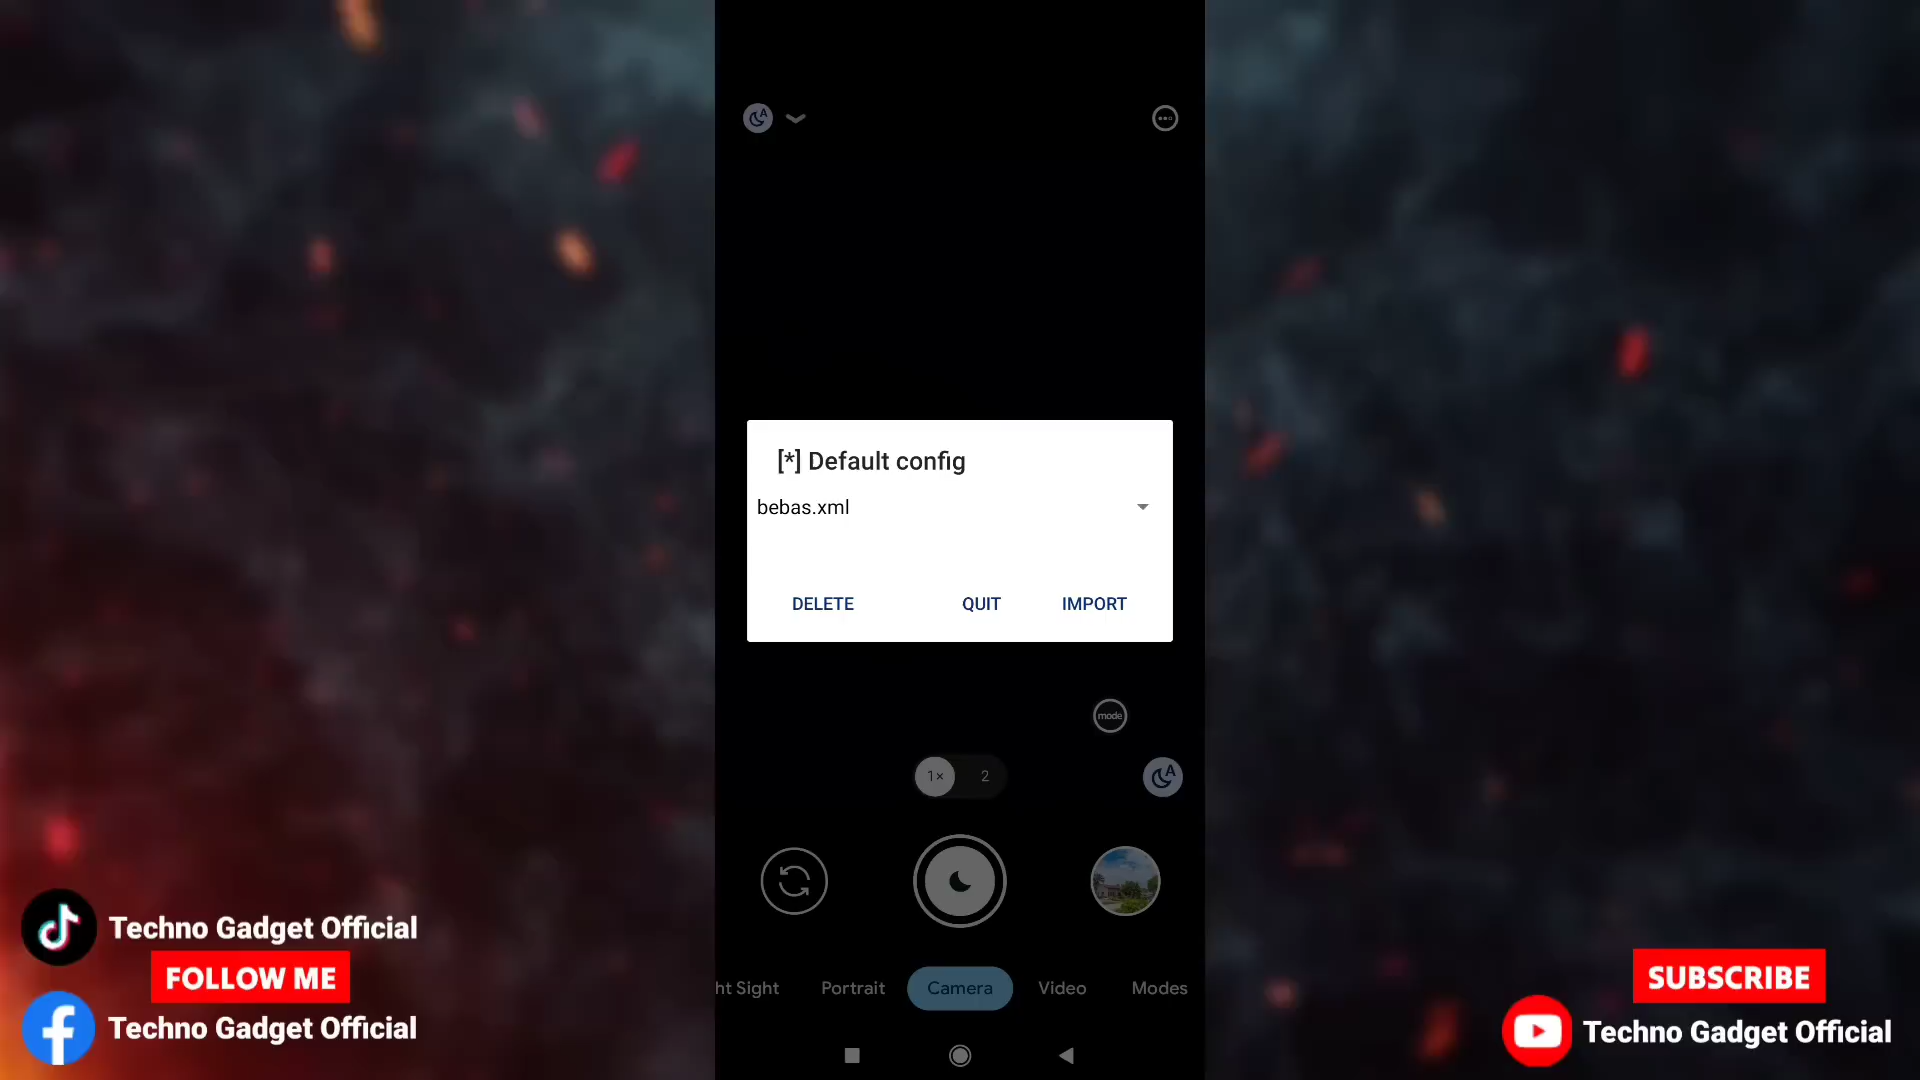 [*] Default config
bebas.xml
DELETE QUIT IMPORT
mode
1× 2
A
ht Sight Portrait Camera Video Modes
Techno Gadget Official
FOLLOW ME
Techno Gadget Official
SUBSCRIBE
Techno Gadget Official